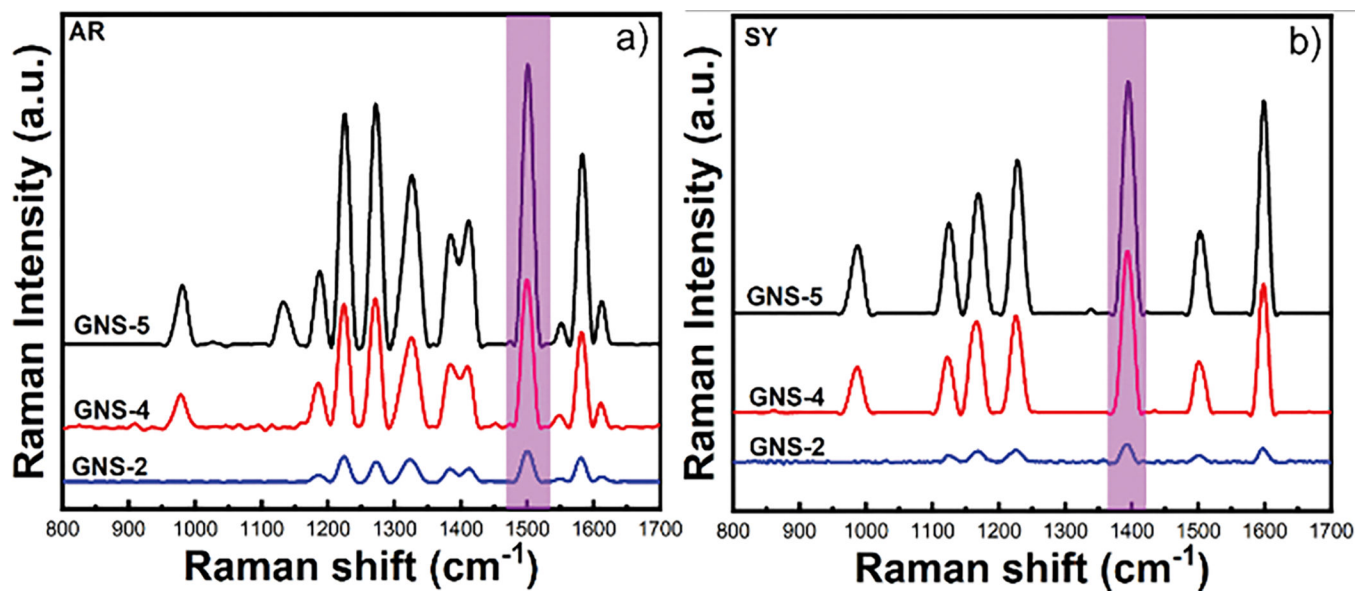 AR
a)
Raman Intensity (a.u.)
GNS-5
GNS-4
GNS-2
800 900 1000 1100 1200 1300 1400 1500 1600 1700
Raman shift (cm⁻¹)
SY
b)
Raman Intensity (a.u.)
GNS-5
GNS-4
GNS-2
800 900 1000 1100 1200 1300 1400 1500 1600 1700
Raman shift (cm⁻¹)